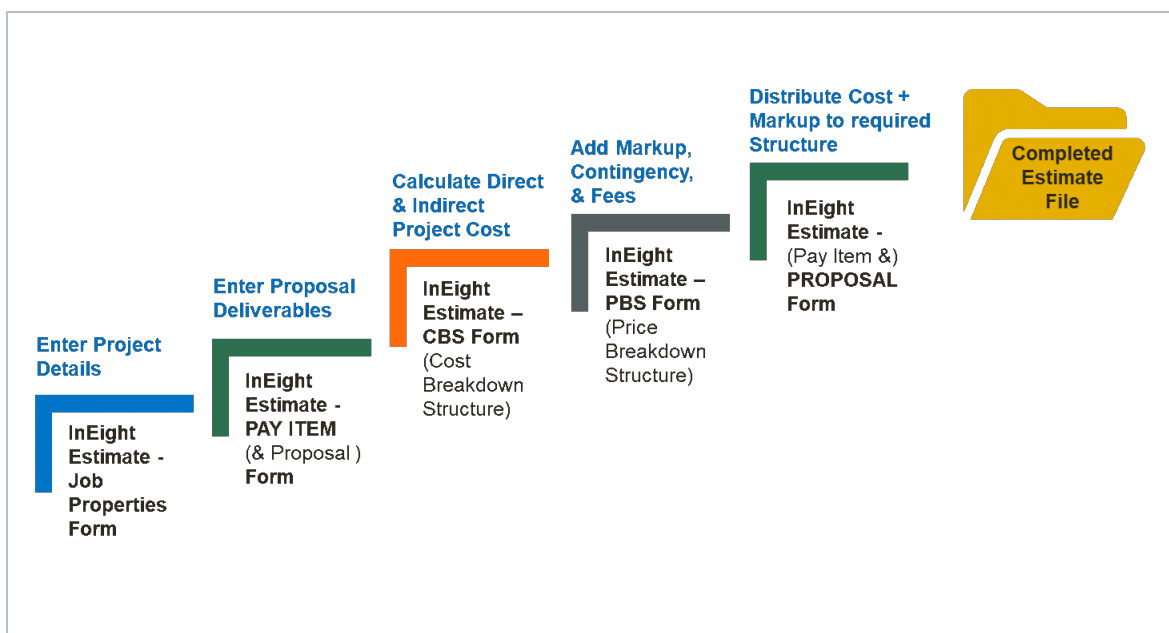 Enter Project
Details
InEight
Estimate -
Job
Properties
Form
Enter Proposal
Deliverables
InEight
Estimate -
PAY ITEM
(& Proposal )
Form
Calculate Direct
& Indirect
Project Cost
InEight
Estimate –
CBS Form
(Cost
Breakdown
Structure)
Add Markup,
Contingency,
& Fees
InEight
Estimate –
PBS Form
(Price
Breakdown
Structure)
Distribute Cost +
Markup to required
Structure
InEight
Estimate -
(Pay Item &)
PROPOSAL
Form
Completed
Estimate
File